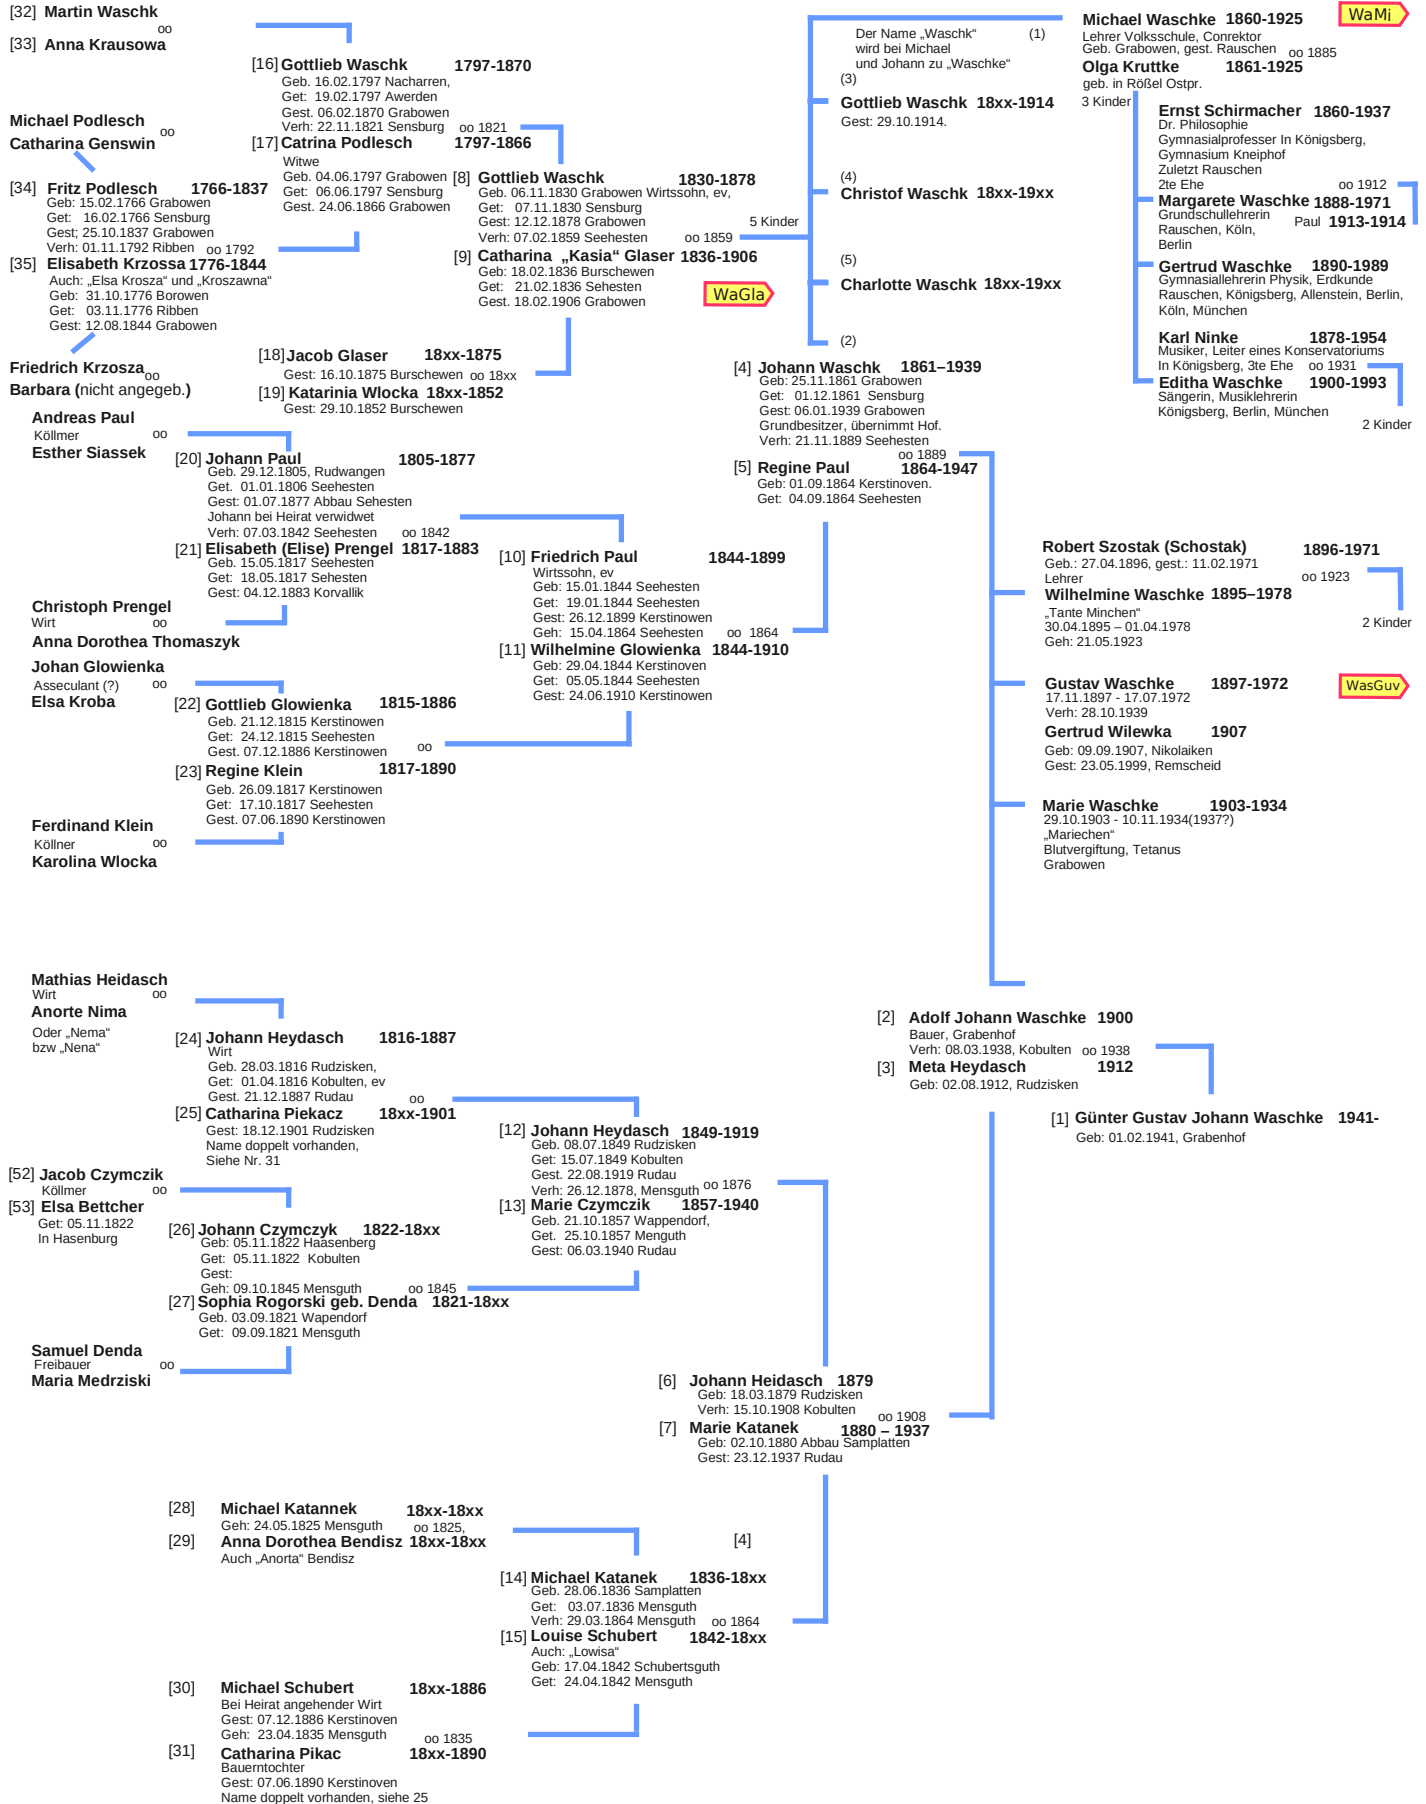 [32] Martin Waschk
oo
[33] Anna Krausowa
[16] Gottlieb Waschk 1797-1870
Geb. 16.02.1797 Nacharren,
Get: 19.02.1797 Awerden
Gest. 06.02.1870 Grabowen
Verh: 22.11.1821 Sensburg oo 1821
[17] Catrina Podlesch 1797-1866
Witwe
Geb. 04.06.1797 Grabowen
Get: 06.06.1797 Sensburg
Gest. 24.06.1866 Grabowen
Michael Podlesch
oo
Catharina Genswin
[34] Fritz Podlesch 1766-1837
Geb: 15.02.1766 Grabowen
Get: 16.02.1766 Sensburg
Gest; 25.10.1837 Grabowen
Verh: 01.11.1792 Ribben oo 1792
[35] Elisabeth Krzossa 1776-1844
Auch: „Elsa Krosza" und „Kroszawna"
Geb: 31.10.1776 Borowen
Get: 03.11.1776 Ribben
Gest: 12.08.1844 Grabowen
Friedrich Krzosza oo
Barbara (nicht angegeb.)
[8] Gottlieb Waschk 1830-1878
Geb. 06.11.1830 Grabowen Wirtssohn, ev,
Get: 07.11.1830 Sensburg
Gest: 12.12.1878 Grabowen
Verh: 07.02.1859 Seehesten oo 1859
5 Kinder
[9] Catharina „Kasia" Glaser 1836-1906
Geb: 18.02.1836 Burschewen
Get: 21.02.1836 Sehesten
Gest. 18.02.1906 Grabowen
WaGla
[18] Jacob Glaser 18xx-1875
Gest: 16.10.1875 Burschewen oo 18xx
[19] Katarinia Wlocka 18xx-1852
Gest: 29.10.1852 Burschewen
Der Name „Waschk" (1)
wird bei Michael
und Johann zu „Waschke"
(3)
Gottlieb Waschk 18xx-1914
Gest: 29.10.1914.
(4)
Christof Waschk 18xx-19xx
(5)
Charlotte Waschk 18xx-19xx
(2)
Michael Waschke 1860-1925
WaMi
Lehrer Volksschule, Conrektor
Geb. Grabowen, gest. Rauschen oo 1885
Olga Kruttke 1861-1925
geb. in Rößel Ostpr.
3 Kinder
Ernst Schirmacher 1860-1937
Dr. Philosophie
Gymnasialprofesser In Königsberg,
Gymnasium Kneiphof
Zuletzt Rauschen
2te Ehe oo 1912
Margarete Waschke 1888-1971
Grundschullehrerin
Rauschen, Köln,
Berlin
Paul 1913-1914
Gertrud Waschke 1890-1989
Gymnasiallehrerin Physik, Erdkunde
Rauschen, Königsberg, Allenstein, Berlin,
Köln, München
Karl Ninke 1878-1954
Musiker, Leiter eines Konservatoriums
In Königsberg, 3te Ehe oo 1931
Editha Waschke 1900-1993
Sängerin, Musiklehrerin
Königsberg, Berlin, München
2 Kinder
[4] Johann Waschk 1861–1939
Geb: 25.11.1861 Grabowen
Get: 01.12.1861 Sensburg
Gest: 06.01.1939 Grabowen
Grundbesitzer, übernimmt Hof.
Verh: 21.11.1889 Seehesten
oo 1889
[5] Regine Paul 1864-1947
Geb: 01.09.1864 Kerstinoven.
Get: 04.09.1864 Seehesten
Andreas Paul
Köllmer oo
Esther Siassek
[20] Johann Paul 1805-1877
Geb. 29.12.1805, Rudwangen
Get. 01.01.1806 Seehesten
Gest: 01.07.1877 Abbau Sehesten
Johann bei Heirat verwidwet
Verh: 07.03.1842 Seehesten oo 1842
[21] Elisabeth (Elise) Prengel 1817-1883
Geb. 15.05.1817 Seehesten
Get: 18.05.1817 Sehesten
Gest: 04.12.1883 Korvallik
Christoph Prengel
Wirt oo
Anna Dorothea Thomaszyk
Johan Glowienka
Asseculant (?) oo
Elsa Kroba
[22] Gottlieb Glowienka 1815-1886
Geb. 21.12.1815 Kerstinowen
Get: 24.12.1815 Seehesten
Gest. 07.12.1886 Kerstinowen oo
[23] Regine Klein 1817-1890
Geb. 26.09.1817 Kerstinowen
Get: 17.10.1817 Seehesten
Gest. 07.06.1890 Kerstinowen
Ferdinand Klein
Köllner oo
Karolina Wlocka
[10] Friedrich Paul 1844-1899
Wirtssohn, ev
Geb: 15.01.1844 Seehesten
Get: 19.01.1844 Seehesten
Gest: 26.12.1899 Kerstinowen
Geh: 15.04.1864 Seehesten oo 1864
[11] Wilhelmine Glowienka 1844-1910
Geb: 29.04.1844 Kerstinoven
Get: 05.05.1844 Seehesten
Gest: 24.06.1910 Kerstinowen
Robert Szostak (Schostak) 1896-1971
Geb.: 27.04.1896, gest.: 11.02.1971
Lehrer oo 1923
Wilhelmine Waschke 1895–1978
„Tante Minchen"
30.04.1895 – 01.04.1978
Geh: 21.05.1923
2 Kinder
Gustav Waschke 1897-1972
WasGuv
17.11.1897 - 17.07.1972
Verh: 28.10.1939
Gertrud Wilewka 1907
Geb: 09.09.1907, Nikolaiken
Gest: 23.05.1999, Remscheid
Marie Waschke 1903-1934
29.10.1903 - 10.11.1934(1937?)
„Mariechen"
Blutvergiftung, Tetanus
Grabowen
Mathias Heidasch
Wirt oo
Anorte Nima
Oder „Nema"
bzw „Nena"
[24] Johann Heydasch 1816-1887
Wirt
Geb. 28.03.1816 Rudzisken,
Get: 01.04.1816 Kobulten, ev
Gest. 21.12.1887 Rudau oo
[25] Catharina Piekacz 18xx-1901
Gest: 18.12.1901 Rudzisken
Name doppelt vorhanden,
Siehe Nr. 31
[52] Jacob Czymczik
Köllmer oo
[53] Elsa Bettcher
Get: 05.11.1822
In Hasenburg
[26] Johann Czymczyk 1822-18xx
Geb: 05.11.1822 Haasenberg
Get: 05.11.1822 Kobulten
Gest:
Geh: 09.10.1845 Mensguth oo 1845
[27] Sophia Rogorski geb. Denda 1821-18xx
Geb. 03.09.1821 Wapendorf
Get: 09.09.1821 Mensguth
Samuel Denda
Freibauer oo
Maria Medrziski
[12] Johann Heydasch 1849-1919
Geb. 08.07.1849 Rudzisken
Get: 15.07.1849 Kobulten
Gest. 22.08.1919 Rudau
Verh: 26.12.1878, Mensguth oo 1876
[13] Marie Czymczik 1857-1940
Geb. 21.10.1857 Wappendorf,
Get. 25.10.1857 Menguth
Gest: 06.03.1940 Rudau
[2] Adolf Johann Waschke 1900
Bauer, Grabenhof
Verh: 08.03.1938, Kobulten oo 1938
[3] Meta Heydasch 1912
Geb: 02.08.1912, Rudzisken
[1] Günter Gustav Johann Waschke 1941-
Geb: 01.02.1941, Grabenhof
[6] Johann Heidasch 1879
Geb: 18.03.1879 Rudzisken
Verh: 15.10.1908 Kobulten
oo 1908
[7] Marie Katanek 1880 – 1937
Geb: 02.10.1880 Abbau Samplatten
Gest: 23.12.1937 Rudau
[28] Michael Katannek 18xx-18xx
Geh: 24.05.1825 Mensguth oo 1825,
[29] Anna Dorothea Bendisz 18xx-18xx
Auch „Anorta" Bendisz
[4]
[14] Michael Katanek 1836-18xx
Geb. 28.06.1836 Samplatten
Get: 03.07.1836 Mensguth
Verh: 29.03.1864 Mensguth oo 1864
[15] Louise Schubert 1842-18xx
Auch: „Lowisa"
Geb: 17.04.1842 Schubertsguth
Get: 24.04.1842 Mensguth
[30] Michael Schubert 18xx-1886
Bei Heirat angehender Wirt
Gest: 07.12.1886 Kerstinoven
Geh: 23.04.1835 Mensguth oo 1835
[31] Catharina Pikac 18xx-1890
Bauerntochter
Gest: 07.06.1890 Kerstinoven
Name doppelt vorhanden, siehe 25